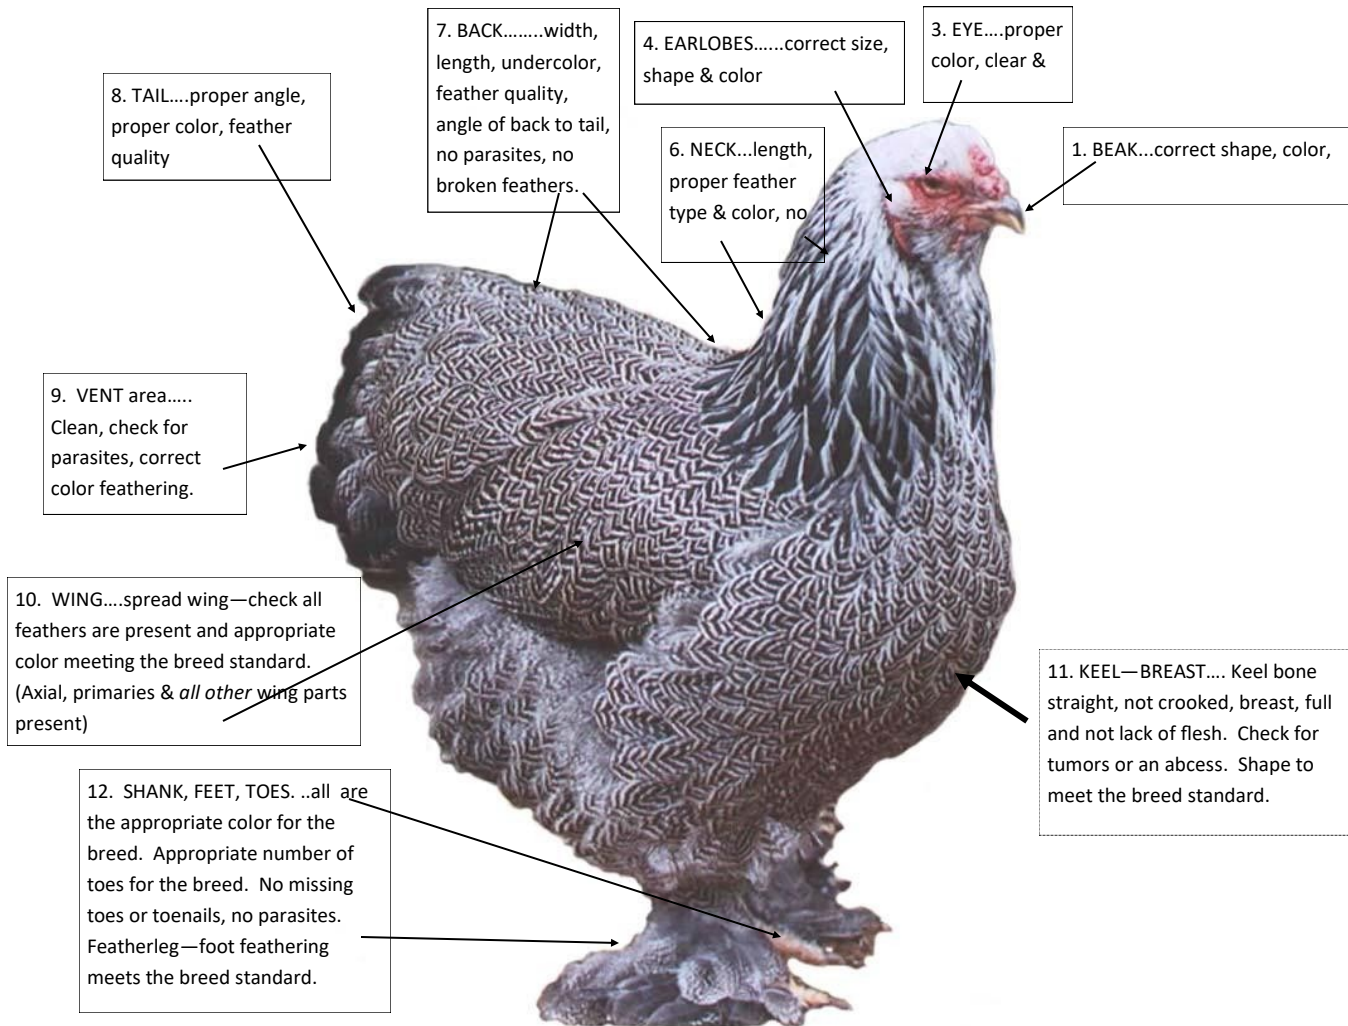 1. BEAK...correct shape, color,
3. EYE....proper
color, clear &
4. EARLOBES......correct size,
shape & color
6. NECK...length,
proper feather
type & color, no
7. BACK........width,
length, undercolor,
feather quality,
angle of back to tail,
no parasites, no
broken feathers.
8. TAIL....proper angle,
proper color, feather
quality
9. VENT area.....
Clean, check for
parasites, correct
color feathering.
10. WING....spread wing—check all
feathers are present and appropriate
color meeting the breed standard.
(Axial, primaries & all other wing parts
present)
11. KEEL—BREAST.... Keel bone
straight, not crooked, breast, full
and not lack of flesh. Check for
tumors or an abcess. Shape to
meet the breed standard.
12. SHANK, FEET, TOES. ..all are
the appropriate color for the
breed. Appropriate number of
toes for the breed. No missing
toes or toenails, no parasites.
Featherleg—foot feathering
meets the breed standard.